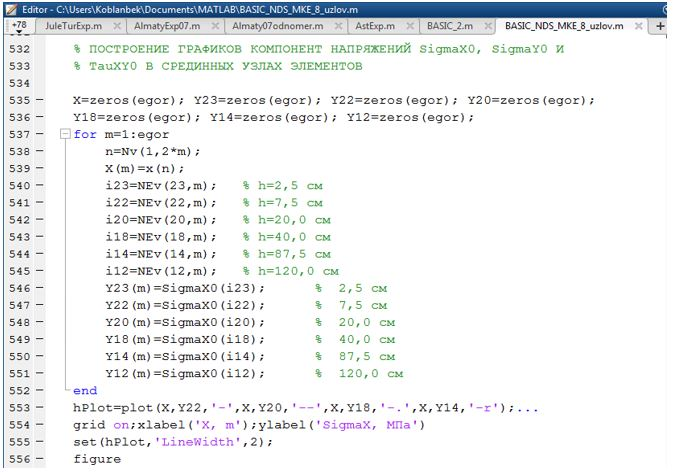 Editor - C:\Users\Koblanbek\Documents\MATLAB\BASIC_NDS_MKE_8_uzlov.m
+78 JuleTurExp.m AlmatyExp07.m Almaty07odnomer.m AstExp.m BASIC_2.m BASIC_NDS_MKE_8_uzlov.m
532 % ПОСТРОЕНИЕ ГРАФИКОВ КОМПОНЕНТ НАПРЯЖЕНИЙ SigmaX0, SigmaY0 И
533 % TauXY0 В СРЕДИННЫХ УЗЛАХ ЭЛЕМЕНТОВ
534
535 X=zeros(egor); Y23=zeros(egor); Y22=zeros(egor); Y20=zeros(egor);
536 Y18=zeros(egor); Y14=zeros(egor); Y12=zeros(egor);
537 for m=1:egor
538 n=Nv(1,2*m);
539 X(m)=x(n);
540 i23=NEv(23,m); % h=2,5 см
541 i22=NEv(22,m); % h=7,5 см
542 i20=NEv(20,m); % h=20,0 см
543 i18=NEv(18,m); % h=40,0 см
544 i14=NEv(14,m); % h=87,5 см
545 i12=NEv(12,m); % h=120,0 см
546 Y23(m)=SigmaX0(i23); % 2,5 см
547 Y22(m)=SigmaX0(i22); % 7,5 см
548 Y20(m)=SigmaX0(i20); % 20,0 см
549 Y18(m)=SigmaX0(i18); % 40,0 см
550 Y14(m)=SigmaX0(i14); % 87,5 см
551 Y12(m)=SigmaX0(i12); % 120,0 см
552 end
553 hPlot=plot(X,Y22,'-',X,Y20,'--',X,Y18,'-.',X,Y14,'-r');...
554 grid on;xlabel('X, m');ylabel('SigmaX, МПа')
555 set(hPlot,'LineWidth',2);
556 figure